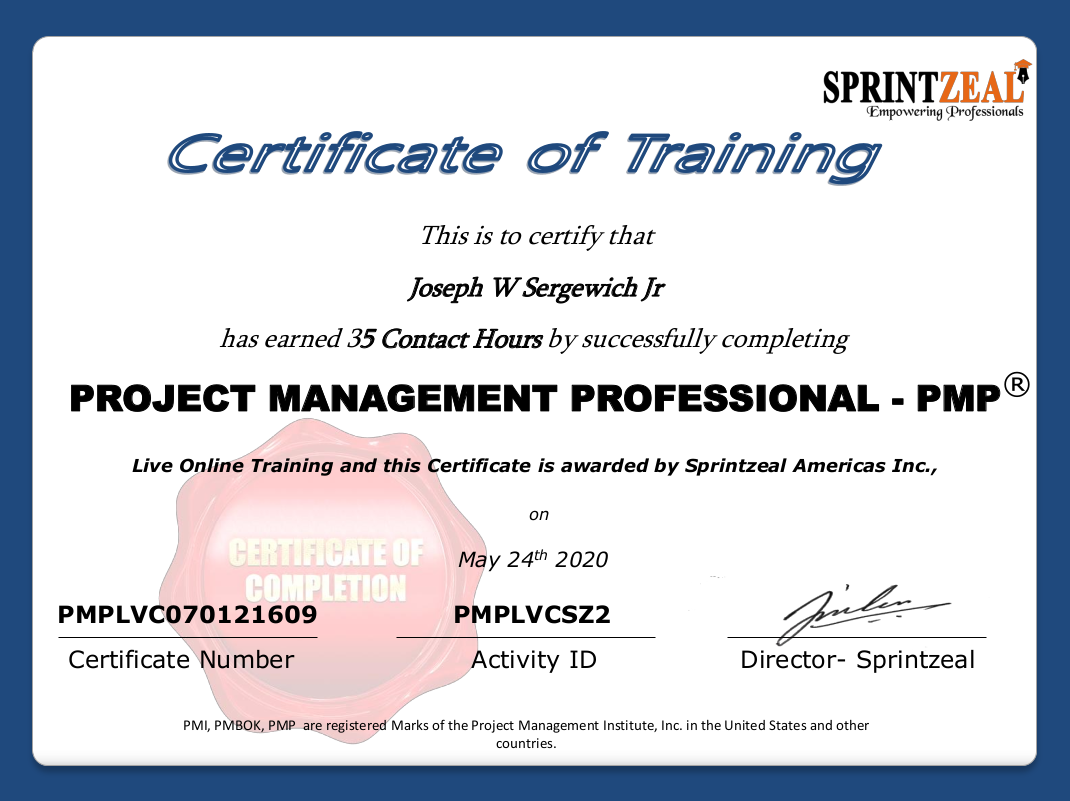 SPRINTZEAL
Empowering Professionals
Certificate of Training
This is to certify that
Joseph W Sergewich Jr
has earned 35 Contact Hours by successfully completing
PROJECT MANAGEMENT PROFESSIONAL - PMP®
Live Online Training and this Certificate is awarded by Sprintzeal Americas Inc.,
on
CERTIFICATE OF
COMPLETION
May 24th 2020
PMPLVC070121609 PMPLVCSZ2
Certificate Number Activity ID Director- Sprintzeal
PMI, PMBOK, PMP are registered Marks of the Project Management Institute, Inc. in the United States and other
countries.